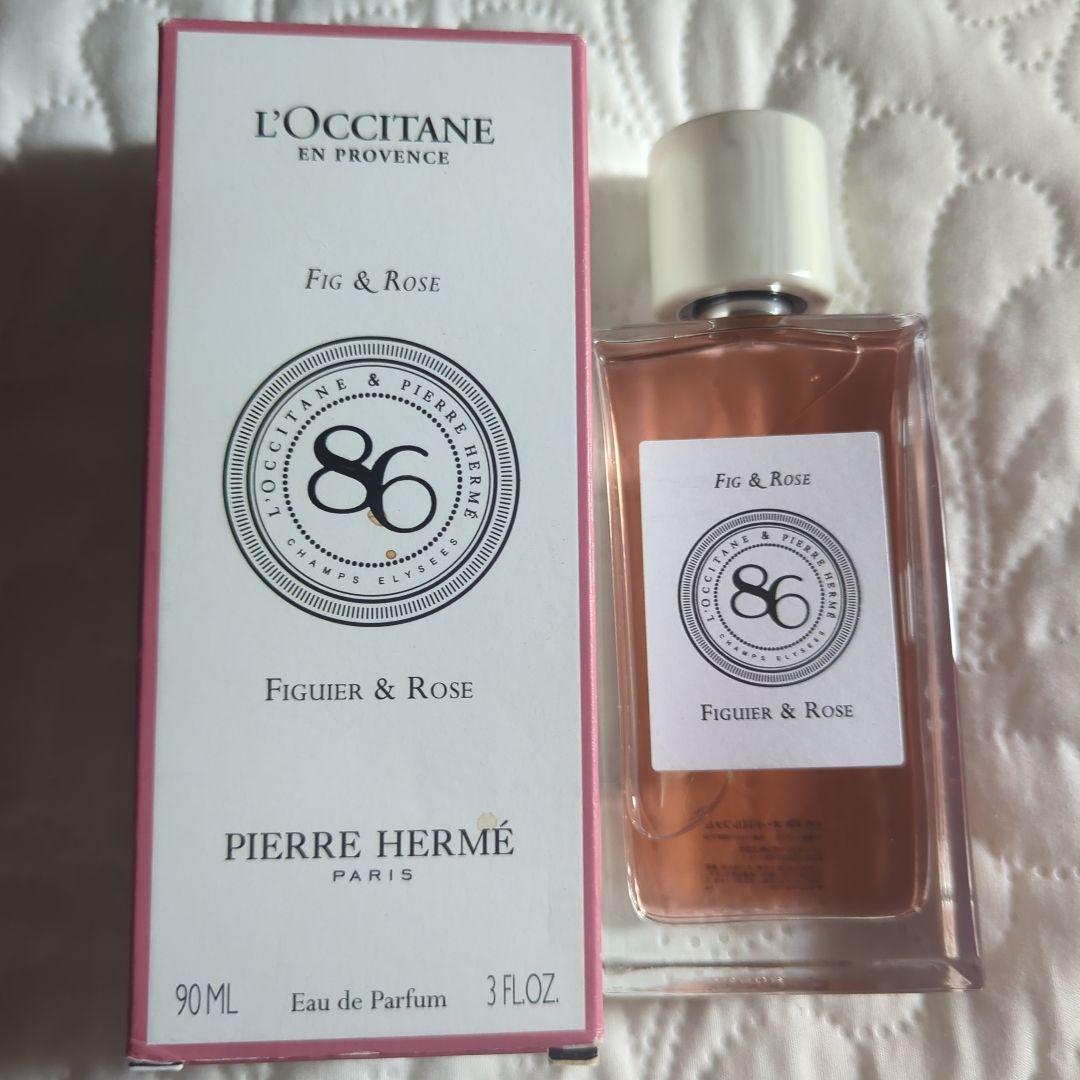 L'OCCITANE
EN PROVENCE
FIG & ROSE
L'OCCITANE & PIERRE HERMÉ
86
CHAMPS ELYSEES
FIGUIER & ROSE
PIERRE HERMÉ
PARIS
90 ML
Eau de Parfum
3 FL.OZ.
FIG & ROSE
L'OCCITANE & PIERRE HERMÉ
86
CHAMPS ELYSEES
FIGUIER & ROSE